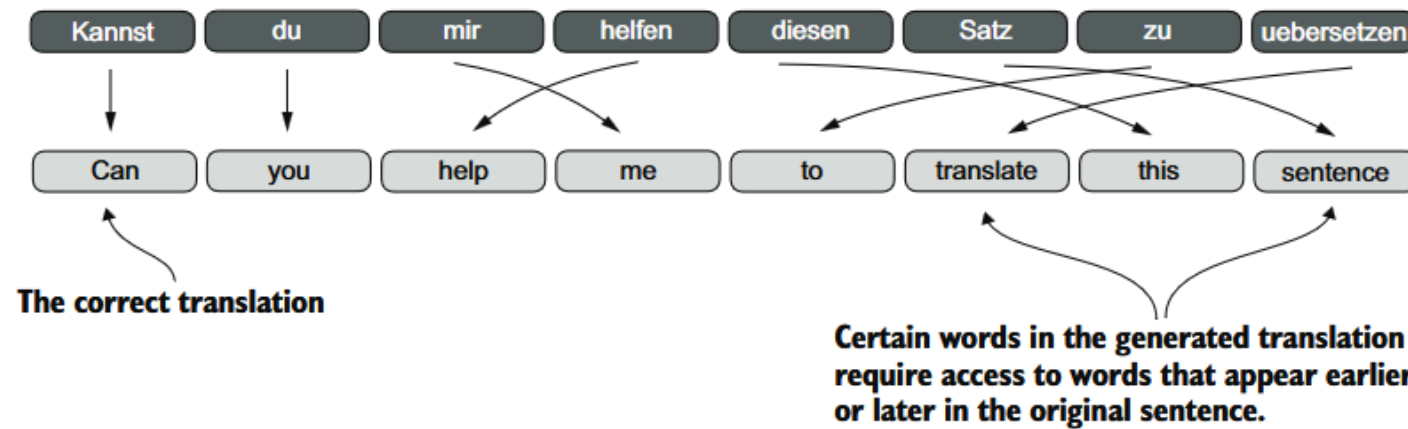 Kannst du mir helfen diesen Satz zu uebersetzen
Can you help me to translate this sentence
The correct translation
Certain words in the generated translation
require access to words that appear earlier
or later in the original sentence.